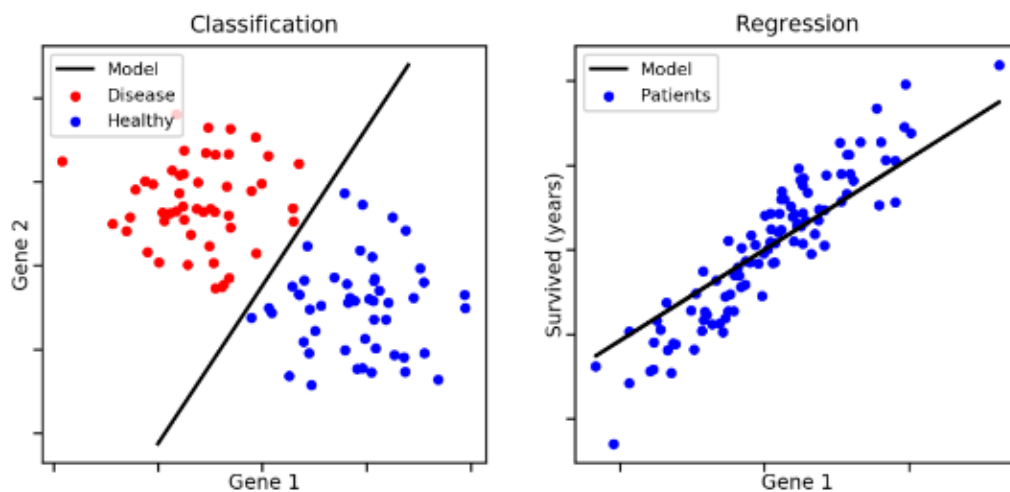 Classification
Model
Disease
Healthy
Gene 2
Gene 1
Regression
Model
Patients
Survived (years)
Gene 1